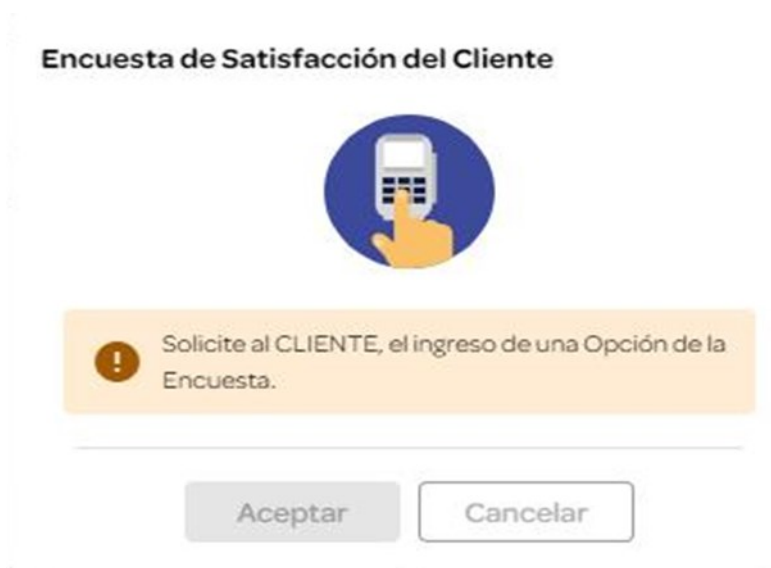 Encuesta de Satisfacción del Cliente
!
Solicite al CLIENTE, el ingreso de una Opción de la
Encuesta.
Aceptar
Cancelar